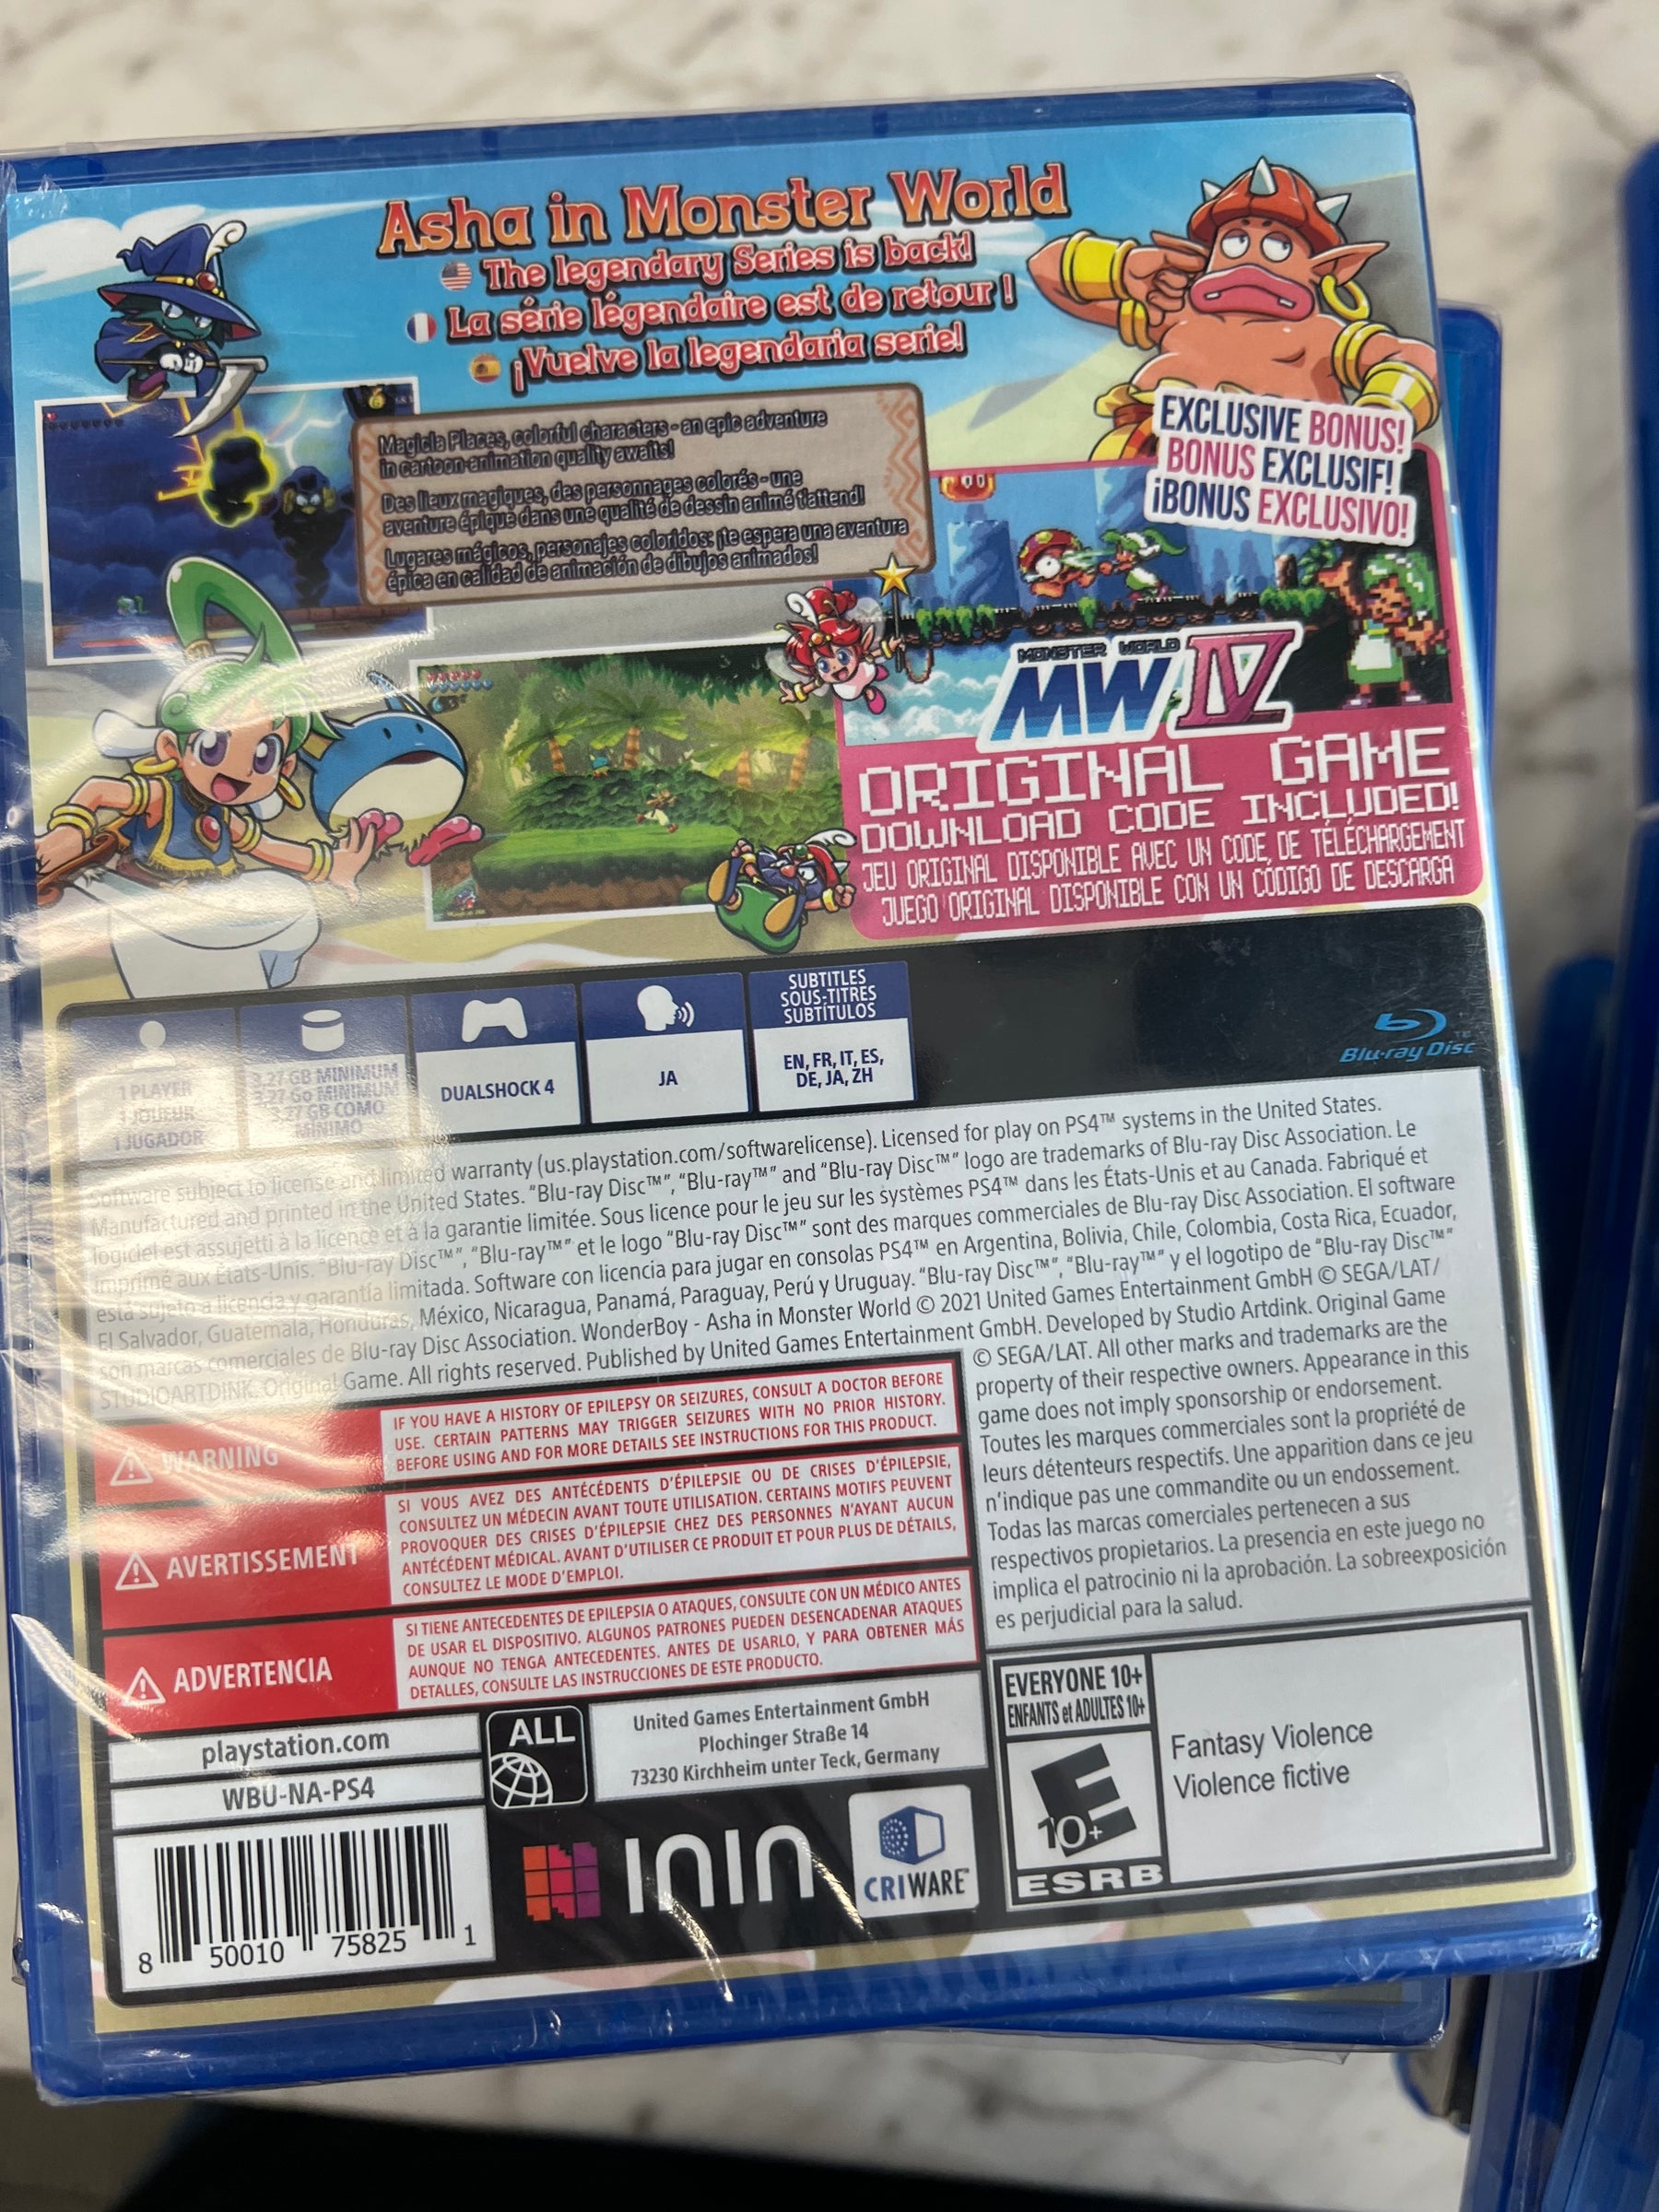 Asha in Monster World
The legendary Series is back!
La série légendaire est de retour !
¡Vuelve la legendaria serie!
Magicla Places, colorful characters - an epic adventure
in cartoon-animation quality awaits!
Des lieux magiques, des personnages colorés - une
aventure épique dans une qualité de dessin animé t'attend!
Lugares mágicos, personajes coloridos: ¡te espera una aventura
épica en calidad de animación de dibujos animados!
EXCLUSIVE BONUS!
BONUS EXCLUSIF!
¡BONUS EXCLUSIVO!
MONSTER WORLD
MW IV
ORIGINAL GAME
DOWNLOAD CODE INCLUDED!
JEU ORIGINAL DISPONIBLE AVEC UN CODE DE TÉLÉCHARGEMENT
JUEGO ORIGINAL DISPONIBLE CON UN CÓDIGO DE DESCARGA
1 PLAYER
1 JOUEUR
1 JUGADOR
3.27 GB MINIMUM
3.27 Go MINIMUM
3.27 GB COMO
MÍNIMO
DUALSHOCK 4
JA
SUBTITLES
SOUS-TITRES
SUBTÍTULOS
EN, FR, IT, ES,
DE, JA, ZH
Blu-ray Disc
Software subject to license and limited warranty (us.playstation.com/softwarelicense). Licensed for play on PS4™ systems in the United States.
Manufactured and printed in the United States. "Blu-ray Disc™", "Blu-ray™" and "Blu-ray Disc™" logo are trademarks of Blu-ray Disc Association. Le
logiciel est assujetti à la licence et à la garantie limitée. Sous licence pour le jeu sur les systèmes PS4™ dans les États-Unis et au Canada. Fabriqué et
imprimé aux États-Unis. "Blu-ray Disc™", "Blu-ray™" et le logo "Blu-ray Disc™" sont des marques commerciales de Blu-ray Disc Association. El software
está sujeto a licencia y garantía limitada. Software con licencia para jugar en consolas PS4™ en Argentina, Bolivia, Chile, Colombia, Costa Rica, Ecuador,
El Salvador, Guatemala, Honduras, México, Nicaragua, Panamá, Paraguay, Perú y Uruguay. "Blu-ray Disc™", "Blu-ray™" y el logotipo de "Blu-ray Disc™"
son marcas comerciales de Blu-ray Disc Association. WonderBoy - Asha in Monster World © 2021 United Games Entertainment GmbH © SEGA/LAT/
STUDIOARTDINK. Original Game. All rights reserved. Published by United Games Entertainment GmbH. Developed by Studio Artdink. Original Game
© SEGA/LAT. All other marks and trademarks are the
property of their respective owners. Appearance in this
game does not imply sponsorship or endorsement.
Toutes les marques commerciales sont la propriété de
leurs détenteurs respectifs. Une apparition dans ce jeu
n'indique pas une commandite ou un endossement.
Todas las marcas comerciales pertenecen a sus
respectivos propietarios. La presencia en este juego no
implica el patrocinio ni la aprobación. La sobreexposición
es perjudicial para la salud.
WARNING
IF YOU HAVE A HISTORY OF EPILEPSY OR SEIZURES, CONSULT A DOCTOR BEFORE
USE. CERTAIN PATTERNS MAY TRIGGER SEIZURES WITH NO PRIOR HISTORY.
BEFORE USING AND FOR MORE DETAILS SEE INSTRUCTIONS FOR THIS PRODUCT.
AVERTISSEMENT
SI VOUS AVEZ DES ANTÉCÉDENTS D'ÉPILEPSIE OU DE CRISES D'ÉPILEPSIE,
CONSULTEZ UN MÉDECIN AVANT TOUTE UTILISATION. CERTAINS MOTIFS PEUVENT
PROVOQUER DES CRISES D'ÉPILEPSIE CHEZ DES PERSONNES N'AYANT AUCUN
ANTÉCÉDENT MÉDICAL. AVANT D'UTILISER CE PRODUIT ET POUR PLUS DE DÉTAILS,
CONSULTEZ LE MODE D'EMPLOI.
ADVERTENCIA
SI TIENE ANTECEDENTES DE EPILEPSIA O ATAQUES, CONSULTE CON UN MÉDICO ANTES
DE USAR EL DISPOSITIVO. ALGUNOS PATRONES PUEDEN DESENCADENAR ATAQUES
AUNQUE NO TENGA ANTECEDENTES. ANTES DE USARLO, Y PARA OBTENER MÁS
DETALLES, CONSULTE LAS INSTRUCCIONES DE ESTE PRODUCTO.
playstation.com
WBU-NA-PS4
ALL
United Games Entertainment GmbH
Plochinger Straße 14
73230 Kirchheim unter Teck, Germany
8 50010 75825 1
ININ
CRIWARE
EVERYONE 10+
ENFANTS et ADULTES 10+
E
10+
ESRB
Fantasy Violence
Violence fictive